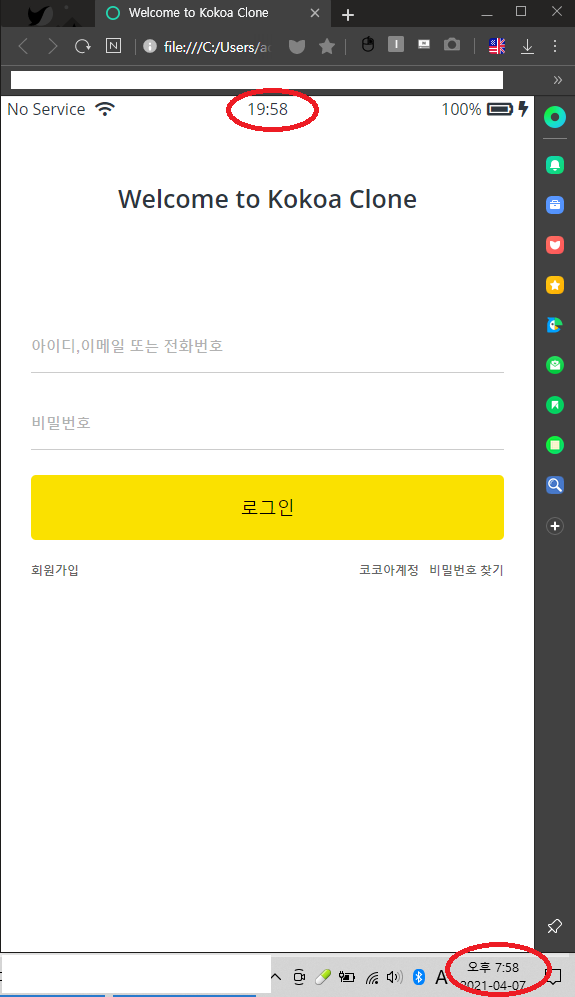 Welcome to Kokoa Clone
file:///C:/Users/
No Service 19:58 100%
Welcome to Kokoa Clone
아이디,이메일 또는 전화번호
비밀번호
로그인
회원가입 코코아계정 비밀번호 찾기
A 오후 7:58
2021-04-07